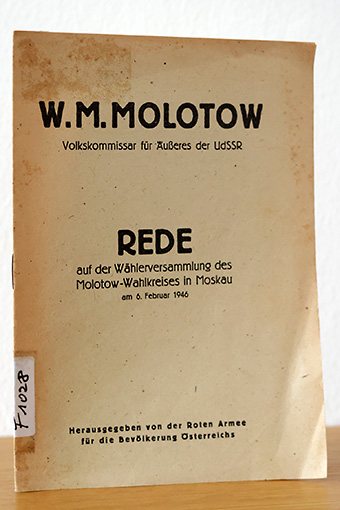 W. M. MOLOTOW
Volkskommissar für Äußeres der UdSSR
REDE
auf der Wählerversammlung des
Molotow-Wahlkreises in Moskau
am 6. Februar 1946
F 1028
Herausgegeben von der Roten Armee
für die Bevölkerung Österreichs